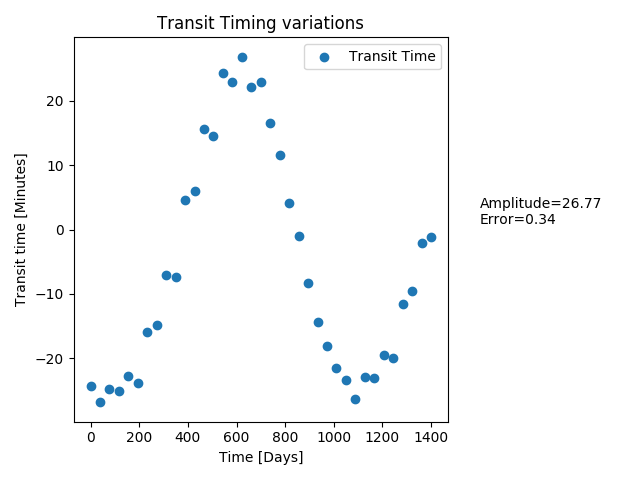 Transit Timing variations
Transit Time
Transit time [Minutes]
20
10
0
−10
−20
Amplitude=26.77
Error=0.34
0 200 400 600 800 1000 1200 1400
Time [Days]